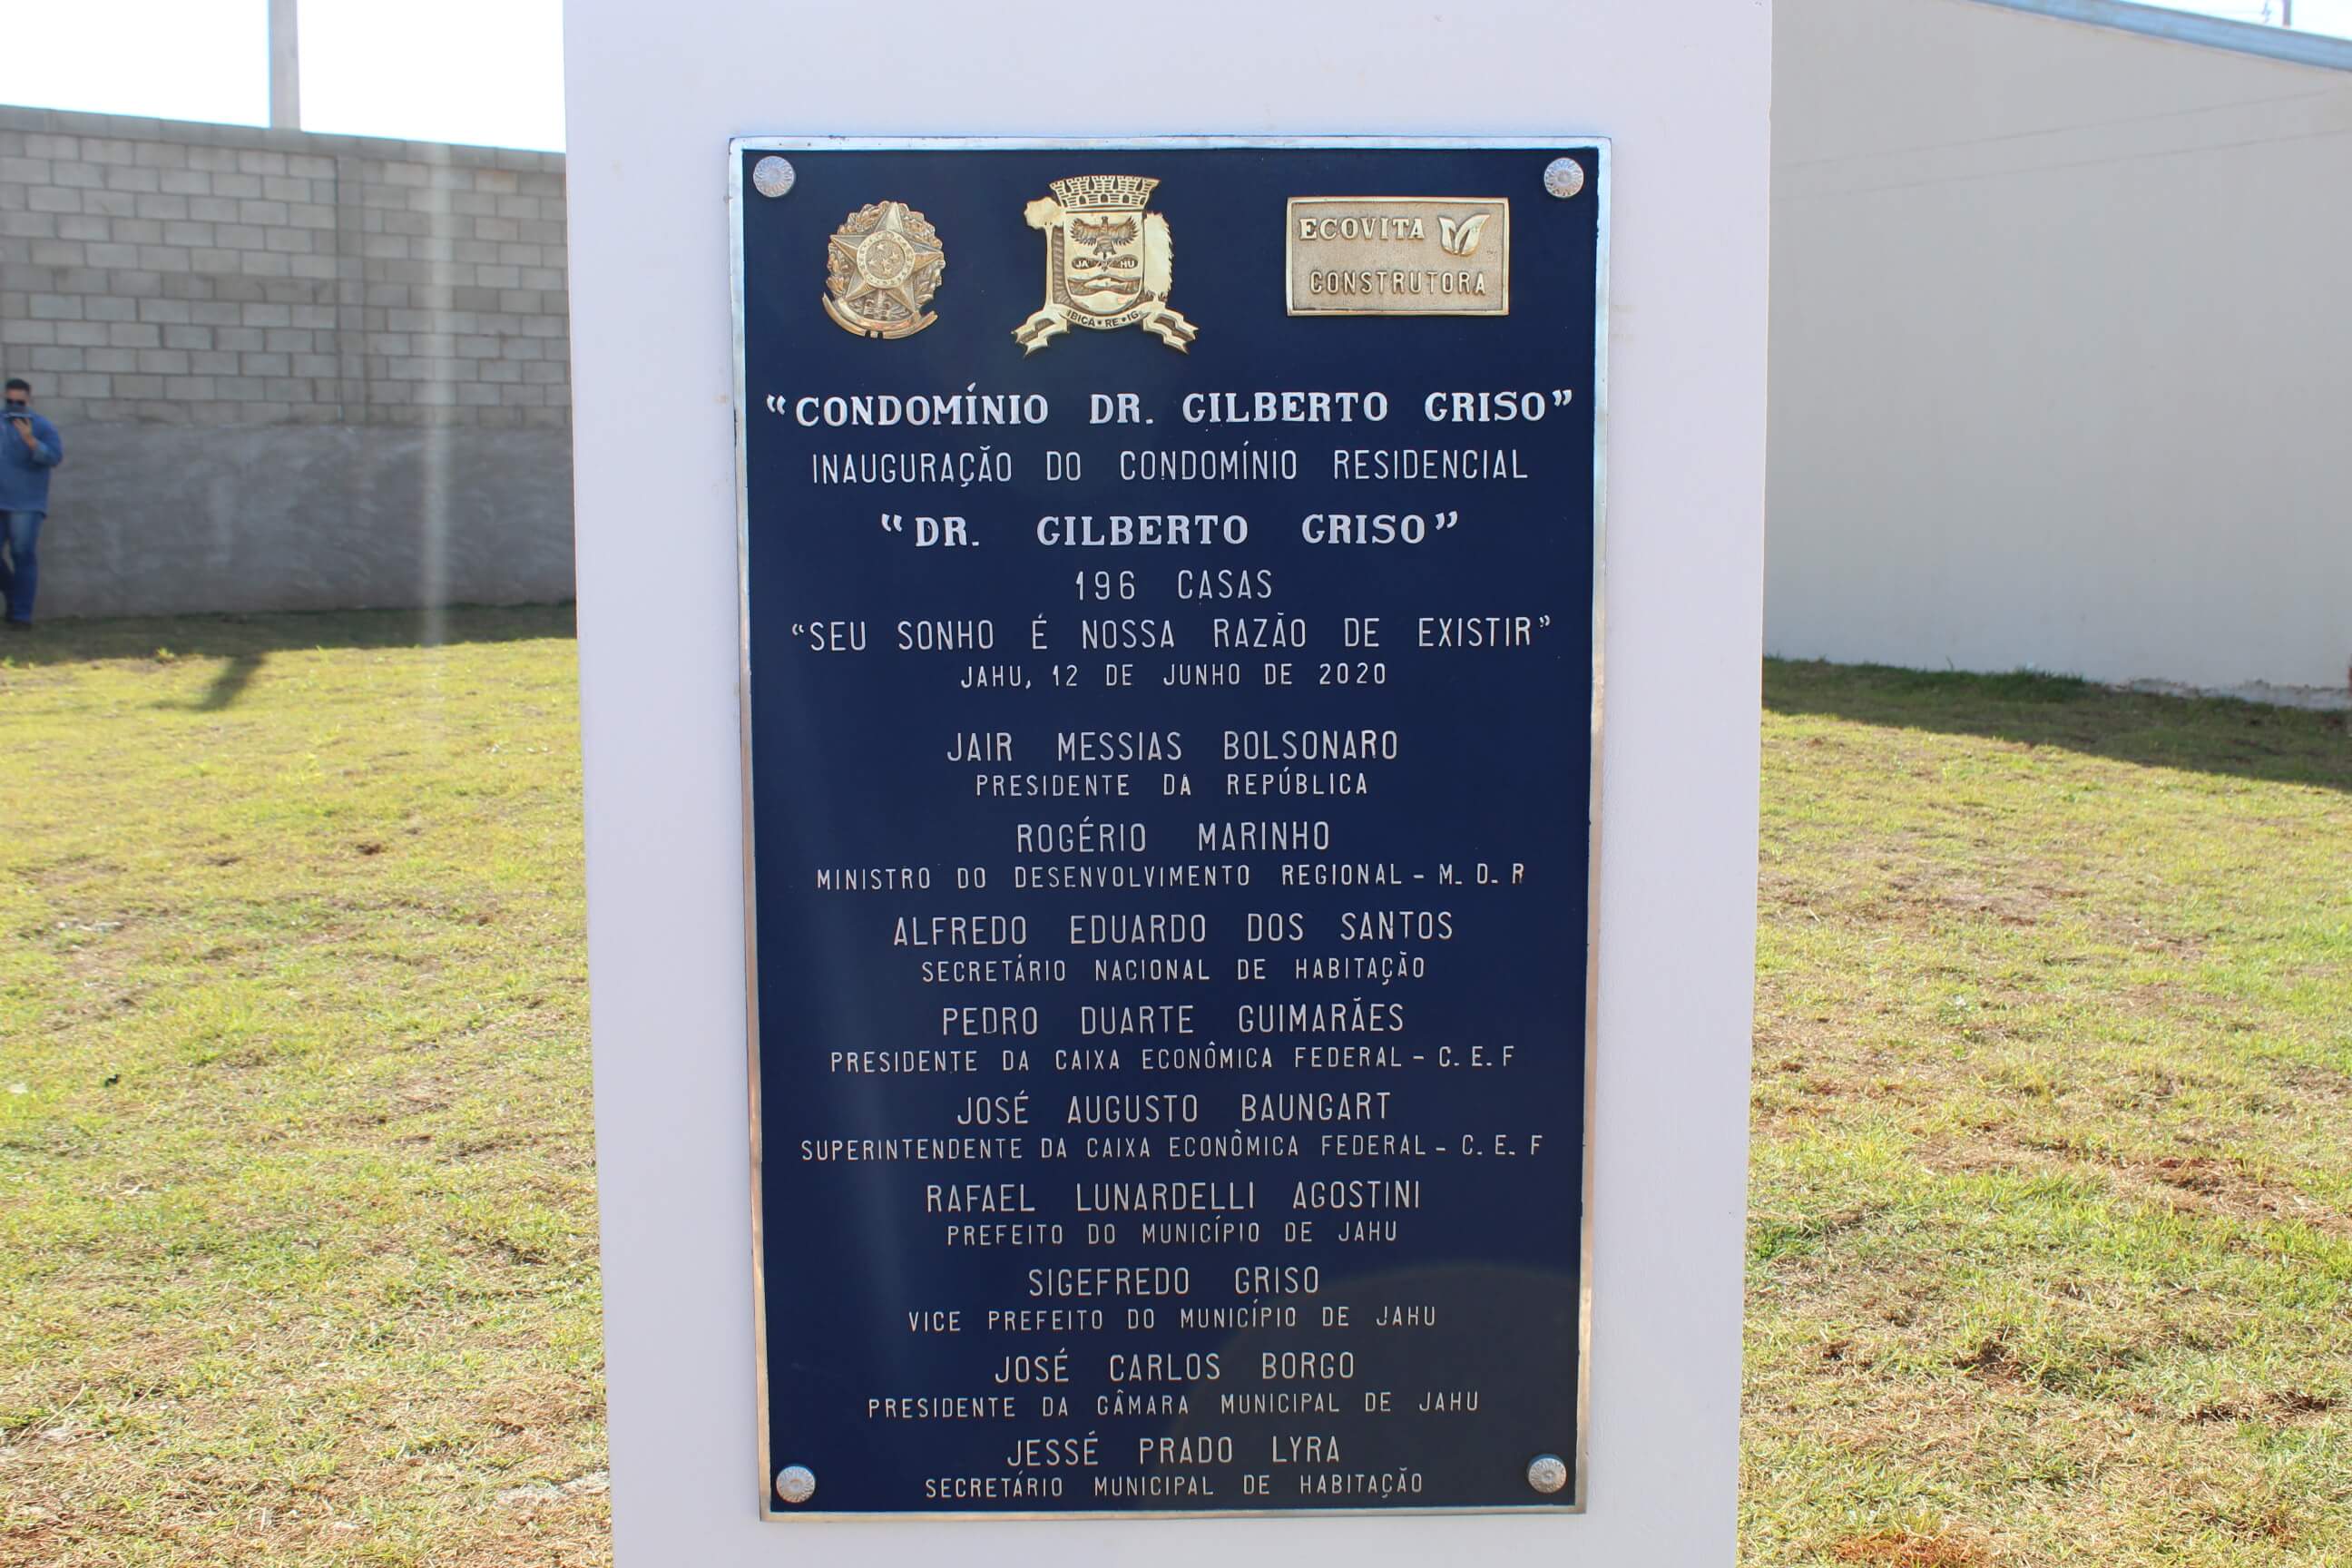 ECOVITA
CONSTRUTORA
JA HU
IBICA • RE • IG
"CONDOMÍNIO DR. GILBERTO GRISO"
INAUGURAÇÃO DO CONDOMÍNIO RESIDENCIAL
"DR. GILBERTO GRISO"
196 CASAS
"SEU SONHO É NOSSA RAZÃO DE EXISTIR"
JAHU, 12 DE JUNHO DE 2020
JAIR MESSIAS BOLSONARO
PRESIDENTE DA REPÚBLICA
ROGÉRIO MARINHO
MINISTRO DO DESENVOLVIMENTO REGIONAL - M. D. R
ALFREDO EDUARDO DOS SANTOS
SECRETÁRIO NACIONAL DE HABITAÇÃO
PEDRO DUARTE GUIMARÃES
PRESIDENTE DA CAIXA ECONÔMICA FEDERAL - C. E. F
JOSÉ AUGUSTO BAUNGART
SUPERINTENDENTE DA CAIXA ECONÔMICA FEDERAL - C. E. F
RAFAEL LUNARDELLI AGOSTINI
PREFEITO DO MUNICÍPIO DE JAHU
SIGEFREDO GRISO
VICE PREFEITO DO MUNICÍPIO DE JAHU
JOSÉ CARLOS BORGO
PRESIDENTE DA CÂMARA MUNICIPAL DE JAHU
JESSÉ PRADO LYRA
SECRETÁRIO MUNICIPAL DE HABITAÇÃO